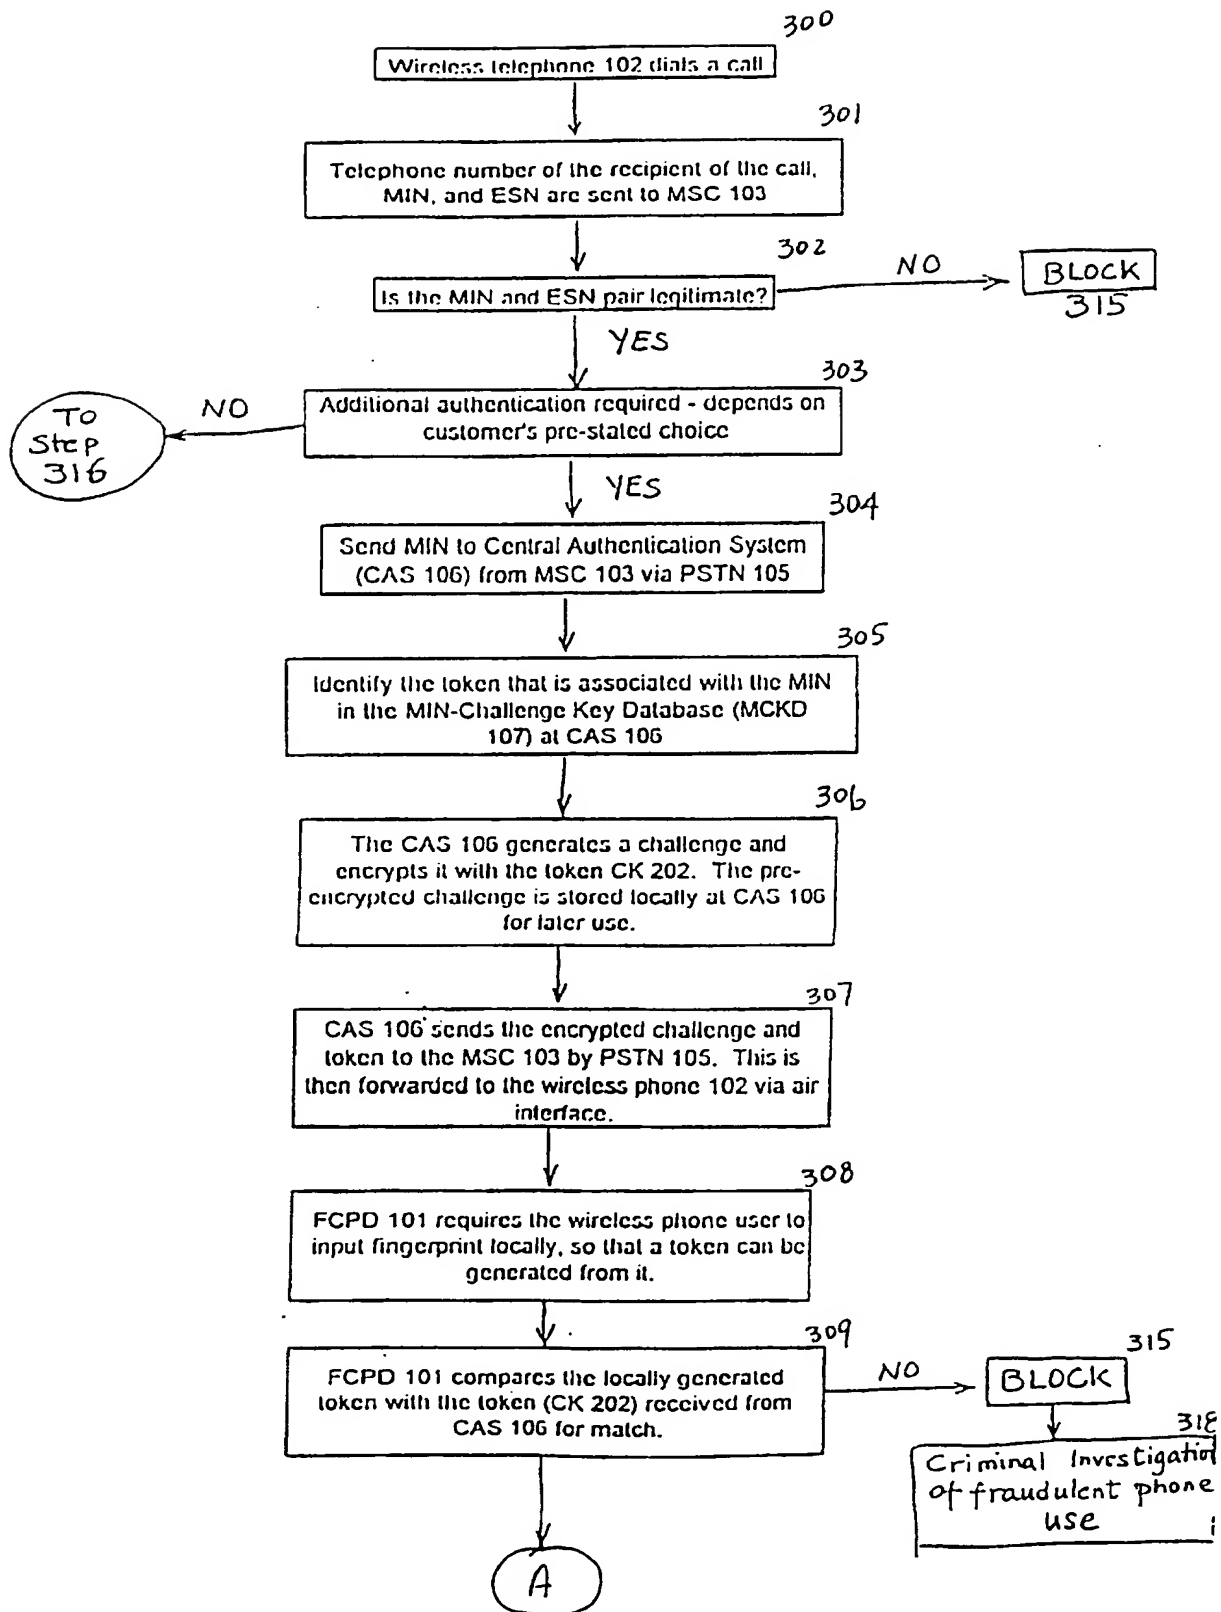 300
Wireless telephone 102 dials a call
301
Telephone number of the recipient of the call,
MIN, and ESN are sent to MSC 103
302
Is the MIN and ESN pair legitimate?
NO
BLOCK
315
YES
303
Additional authentication required - depends on
customer's pre-stated choice
NO
TO
Step
316
YES
304
Send MIN to Central Authentication System
(CAS 106) from MSC 103 via PSTN 105
305
Identify the token that is associated with the MIN
in the MIN-Challenge Key Database (MCKD
107) at CAS 106
306
The CAS 106 generates a challenge and
encrypts it with the token CK 202. The pre-
encrypted challenge is stored locally at CAS 106
for later use.
307
CAS 106 sends the encrypted challenge and
token to the MSC 103 by PSTN 105. This is
then forwarded to the wireless phone 102 via air
interface.
308
FCPD 101 requires the wireless phone user to
input fingerprint locally, so that a token can be
generated from it.
309
FCPD 101 compares the locally generated
token with the token (CK 202) received from
CAS 106 for match.
NO
315
BLOCK
318
Criminal Investigation
of fraudulent phone
use
A